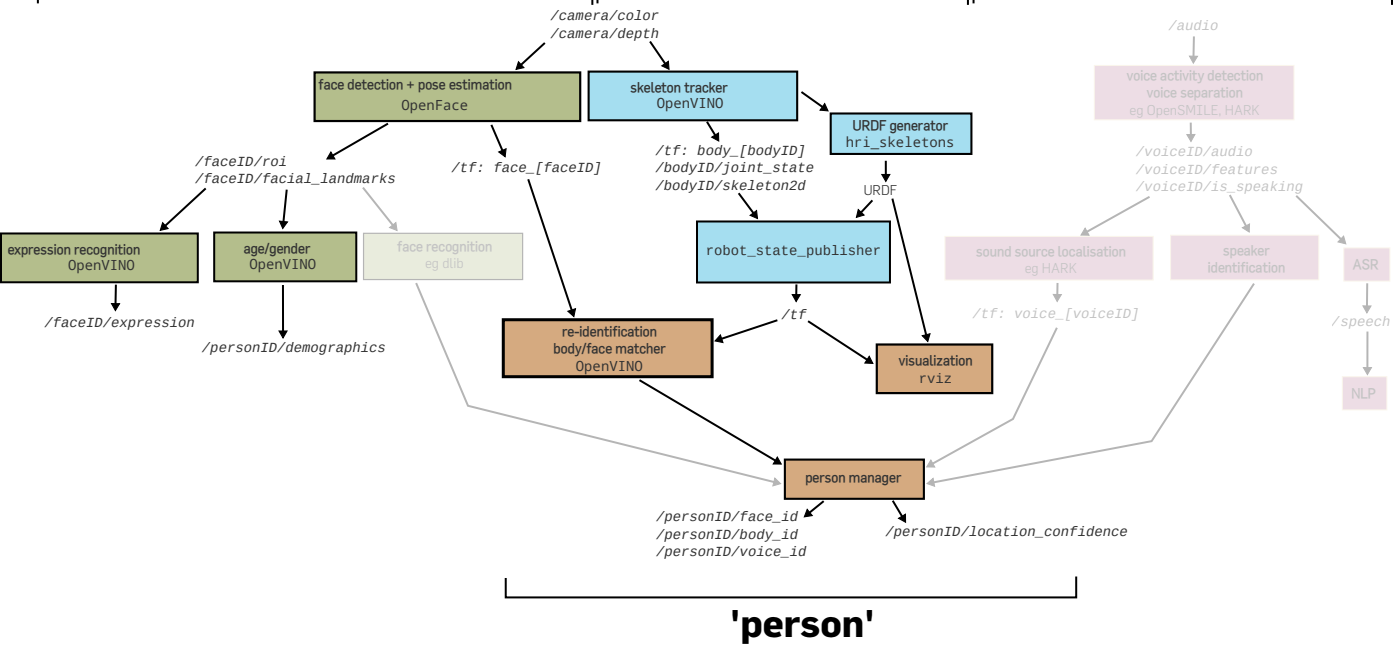 /camera/color
/camera/depth
/audio
face detection + pose estimation
OpenFace
skeleton tracker
OpenVINO
voice activity detection
voice separation
eg OpenSMILE, HARK
URDF generator
hri_skeletons
/faceID/roi
/faceID/facial_landmarks
/tf: face_[faceID]
/tf: body_[bodyID]
/bodyID/joint_state
/bodyID/skeleton2d
URDF
/voiceID/audio
/voiceID/features
/voiceID/is_speaking
expression recognition
OpenVINO
age/gender
OpenVINO
face recognition
eg dlib
robot_state_publisher
sound source localisation
eg HARK
speaker
identification
ASR
/faceID/expression
/personID/demographics
/tf
/tf: voice_[voiceID]
/speech
re-identification
body/face matcher
OpenVINO
visualization
rviz
NLP
person manager
/personID/face_id
/personID/body_id
/personID/voice_id
/personID/location_confidence
'person'